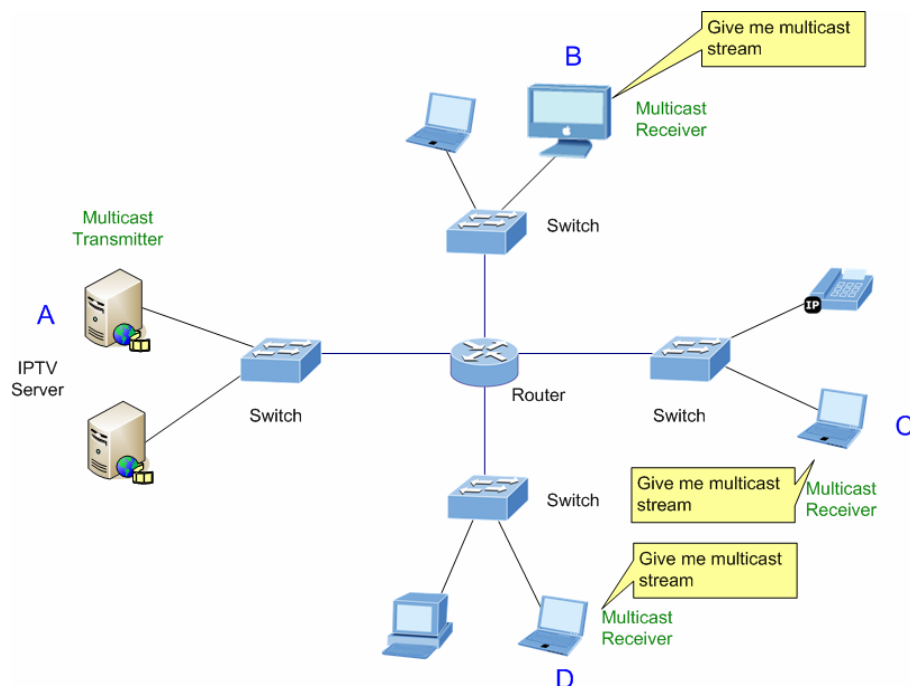 Give me multicast
stream
B
Multicast
Receiver
Multicast
Transmitter
Switch
A
IP
IPTV
Server
Router
Switch
Switch
C
Switch
Give me multicast
stream
Multicast
Receiver
Give me multicast
stream
Multicast
Receiver
D